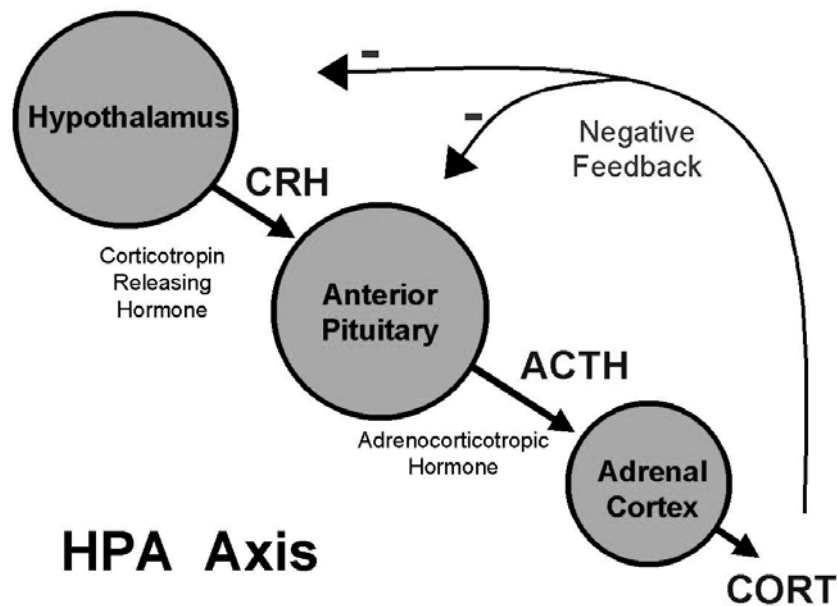 -
Hypothalamus
-
Negative
Feedback
CRH
Corticotropin
Releasing
Hormone
Anterior
Pituitary
ACTH
Adrenocorticotropic
Hormone
Adrenal
Cortex
HPA Axis
CORT